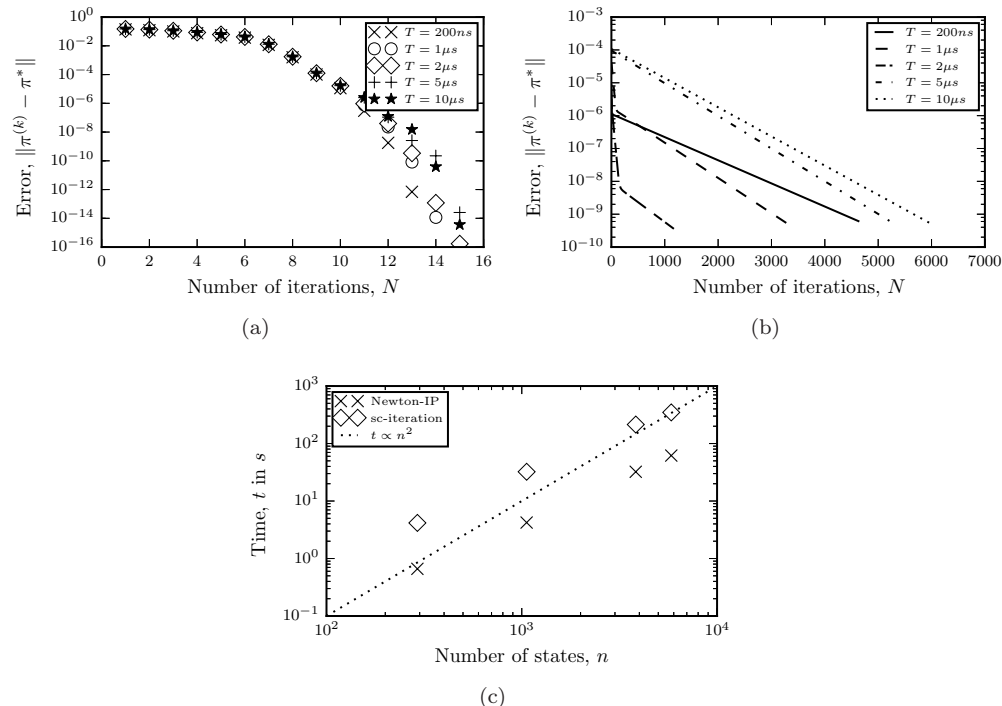 10^0
10^{-2}
10^{-4}
10^{-6}
10^{-8}
10^{-10}
10^{-12}
10^{-14}
10^{-16}
Error, ||π^{(k)} − π^*||
0 2 4 6 8 10 12 14 16
Number of iterations, N
T = 200ns
T = 1μs
T = 2μs
T = 5μs
T = 10μs
(a)
10^{-3}
10^{-4}
10^{-5}
10^{-6}
10^{-7}
10^{-8}
10^{-9}
10^{-10}
Error, ||π^{(k)} − π^*||
0 1000 2000 3000 4000 5000 6000 7000
Number of iterations, N
T = 200ns
T = 1μs
T = 2μs
T = 5μs
T = 10μs
(b)
10^3
10^2
10^1
10^0
10^{-1}
Time, t in s
10^2 10^3 10^4
Number of states, n
Newton-IP
sc-iteration
t ∝ n^2
(c)